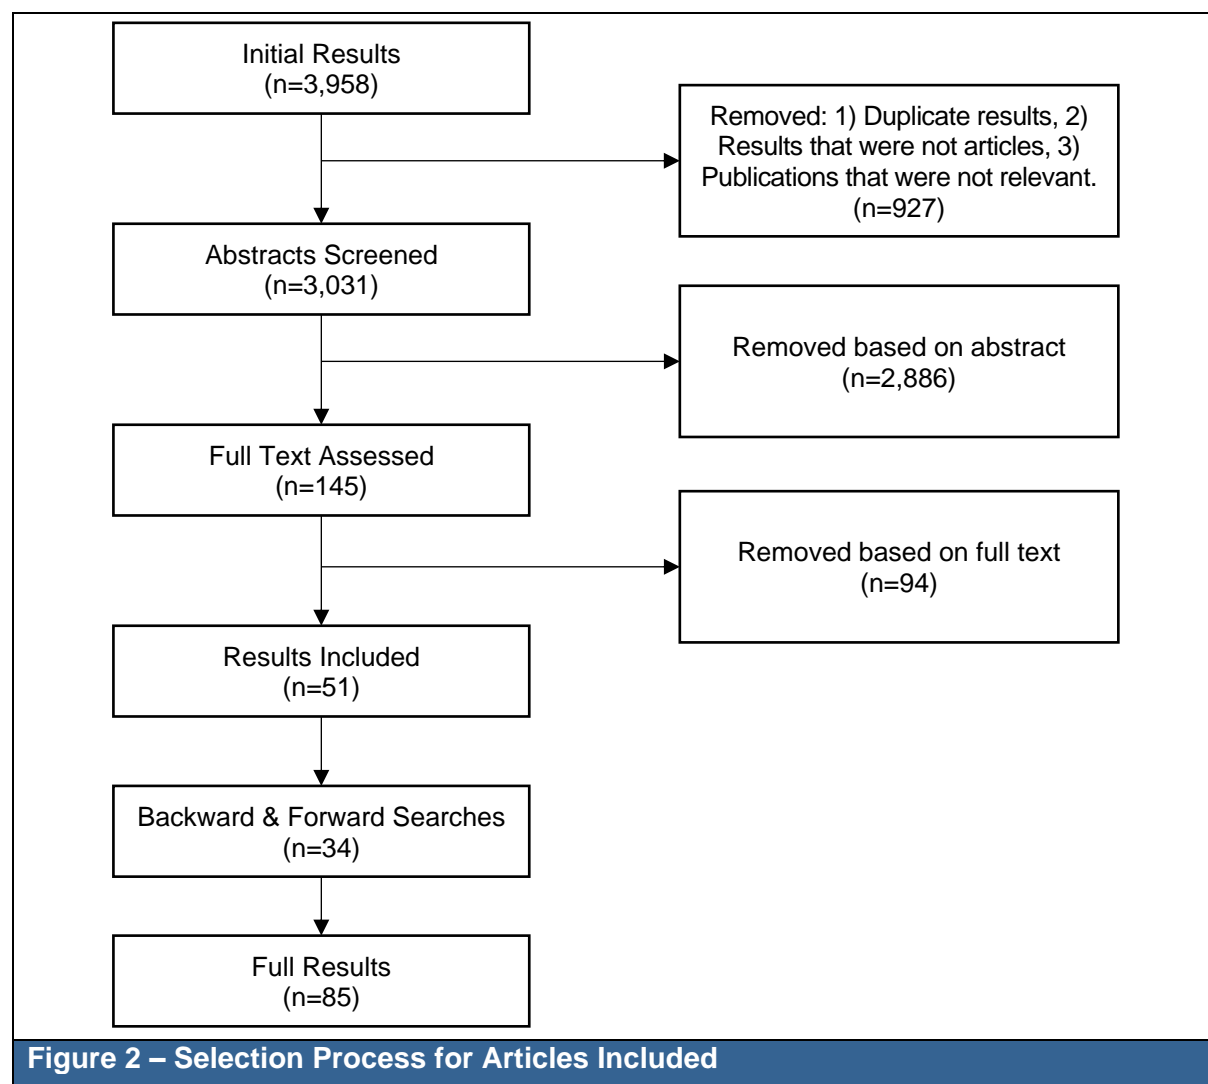 Initial Results
(n=3,958)
Removed: 1) Duplicate results, 2)
Results that were not articles, 3)
Publications that were not relevant.
(n=927)
Abstracts Screened
(n=3,031)
Removed based on abstract
(n=2,886)
Full Text Assessed
(n=145)
Removed based on full text
(n=94)
Results Included
(n=51)
Backward & Forward Searches
(n=34)
Full Results
(n=85)
Figure 2 – Selection Process for Articles Included